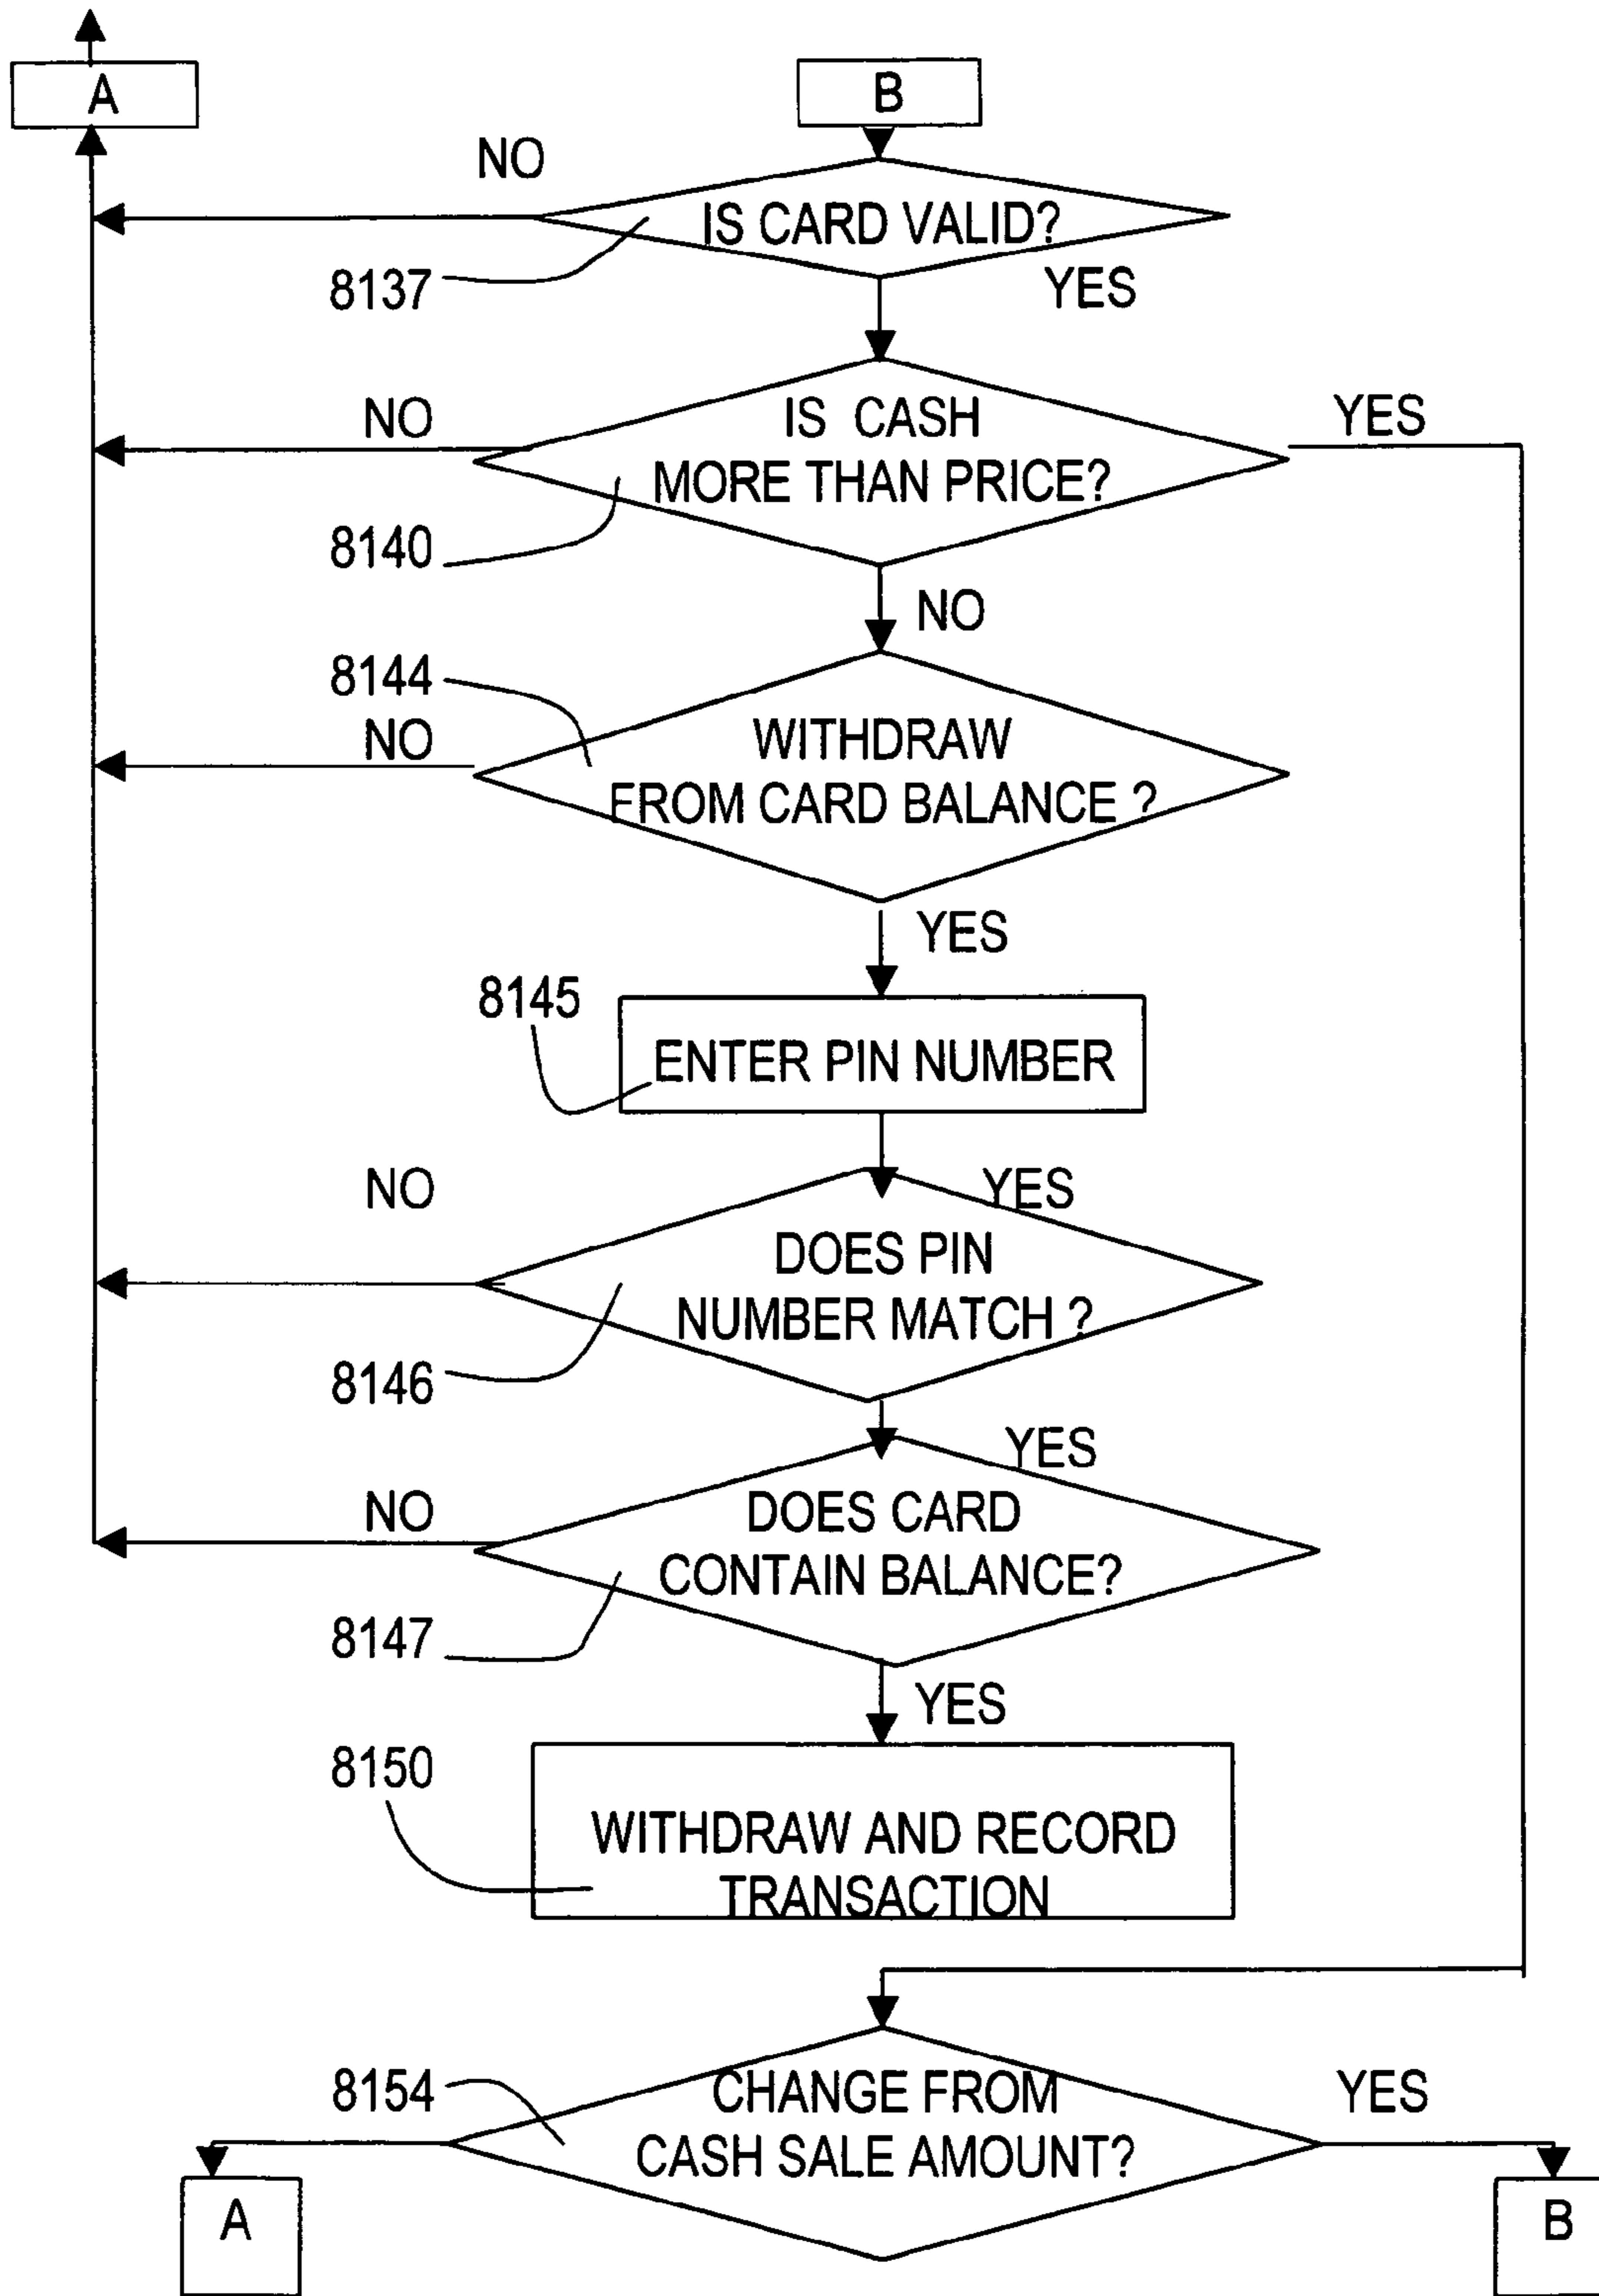 A
B
NO
IS CARD VALID?
8137
YES
NO
IS CASH
MORE THAN PRICE?
YES
8140
NO
8144
NO
WITHDRAW
FROM CARD BALANCE ?
YES
8145
ENTER PIN NUMBER
NO
YES
DOES PIN
NUMBER MATCH ?
8146
YES
NO
DOES CARD
CONTAIN BALANCE?
8147
YES
8150
WITHDRAW AND RECORD
TRANSACTION
8154
CHANGE FROM
CASH SALE AMOUNT?
YES
A
B